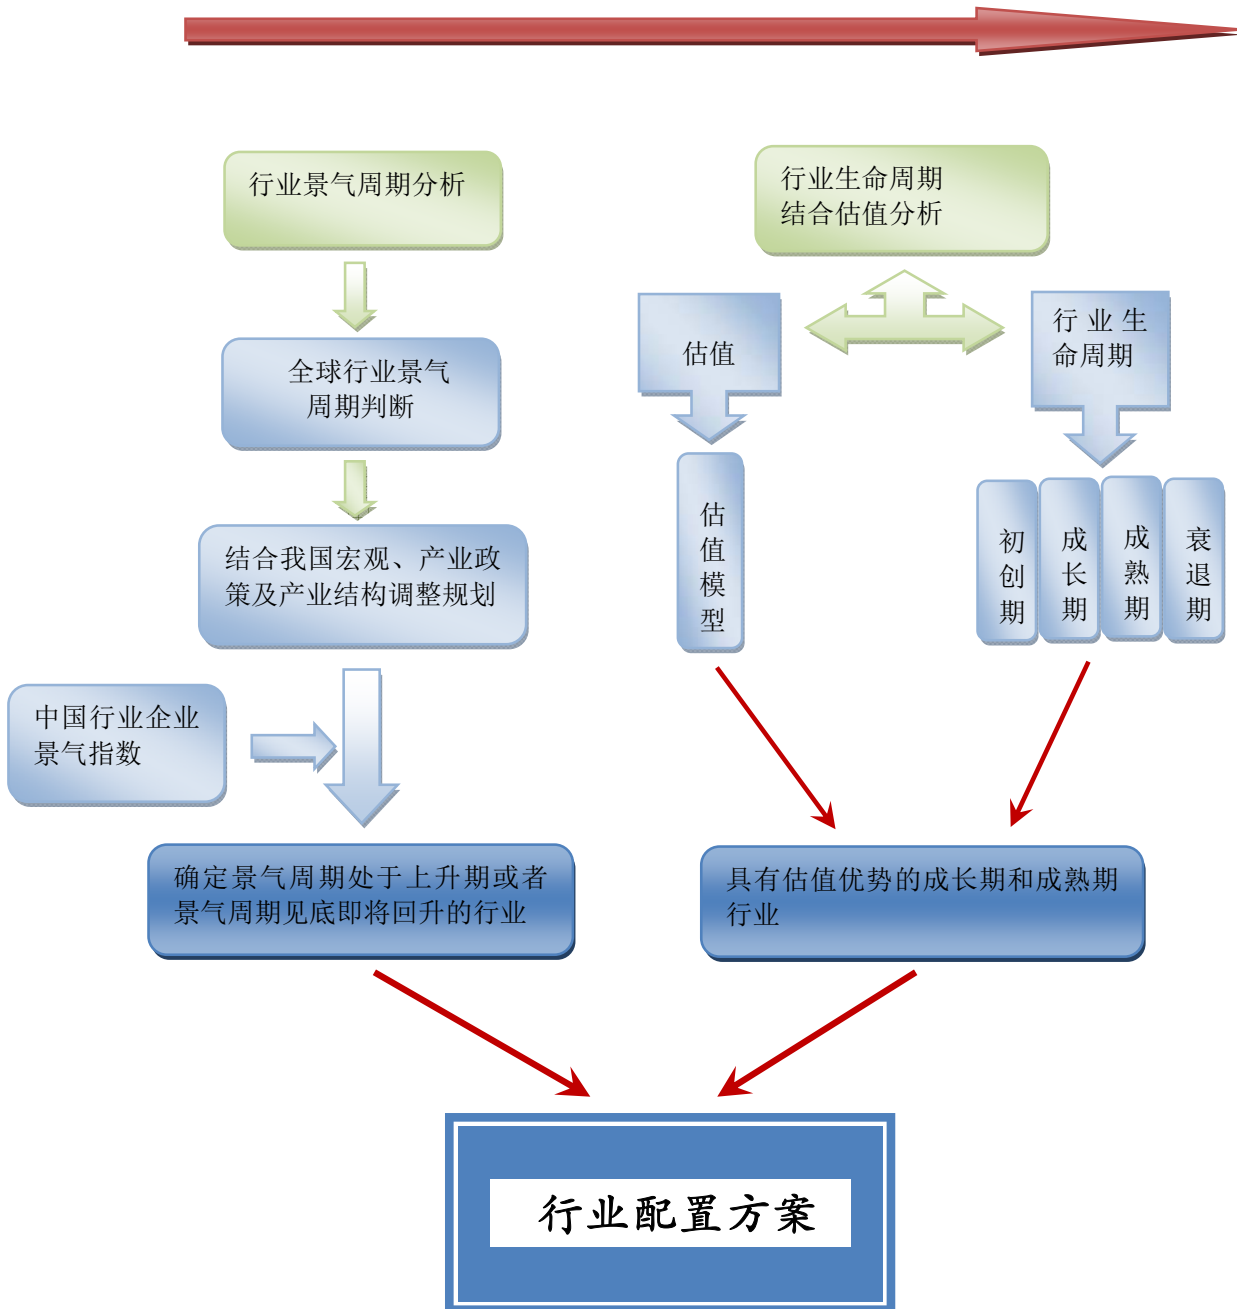 行业景气周期分析
全球行业景气
周期判断
结合我国宏观、产业政
策及产业结构调整规划
中国行业企业
景气指数
确定景气周期处于上升期或者
景气周期见底即将回升的行业
行业生命周期
结合估值分析
估值
行业生
命周期
估值模型
初创期
成长期
成熟期
衰退期
具有估值优势的成长期和成熟期
行业
行业配置方案